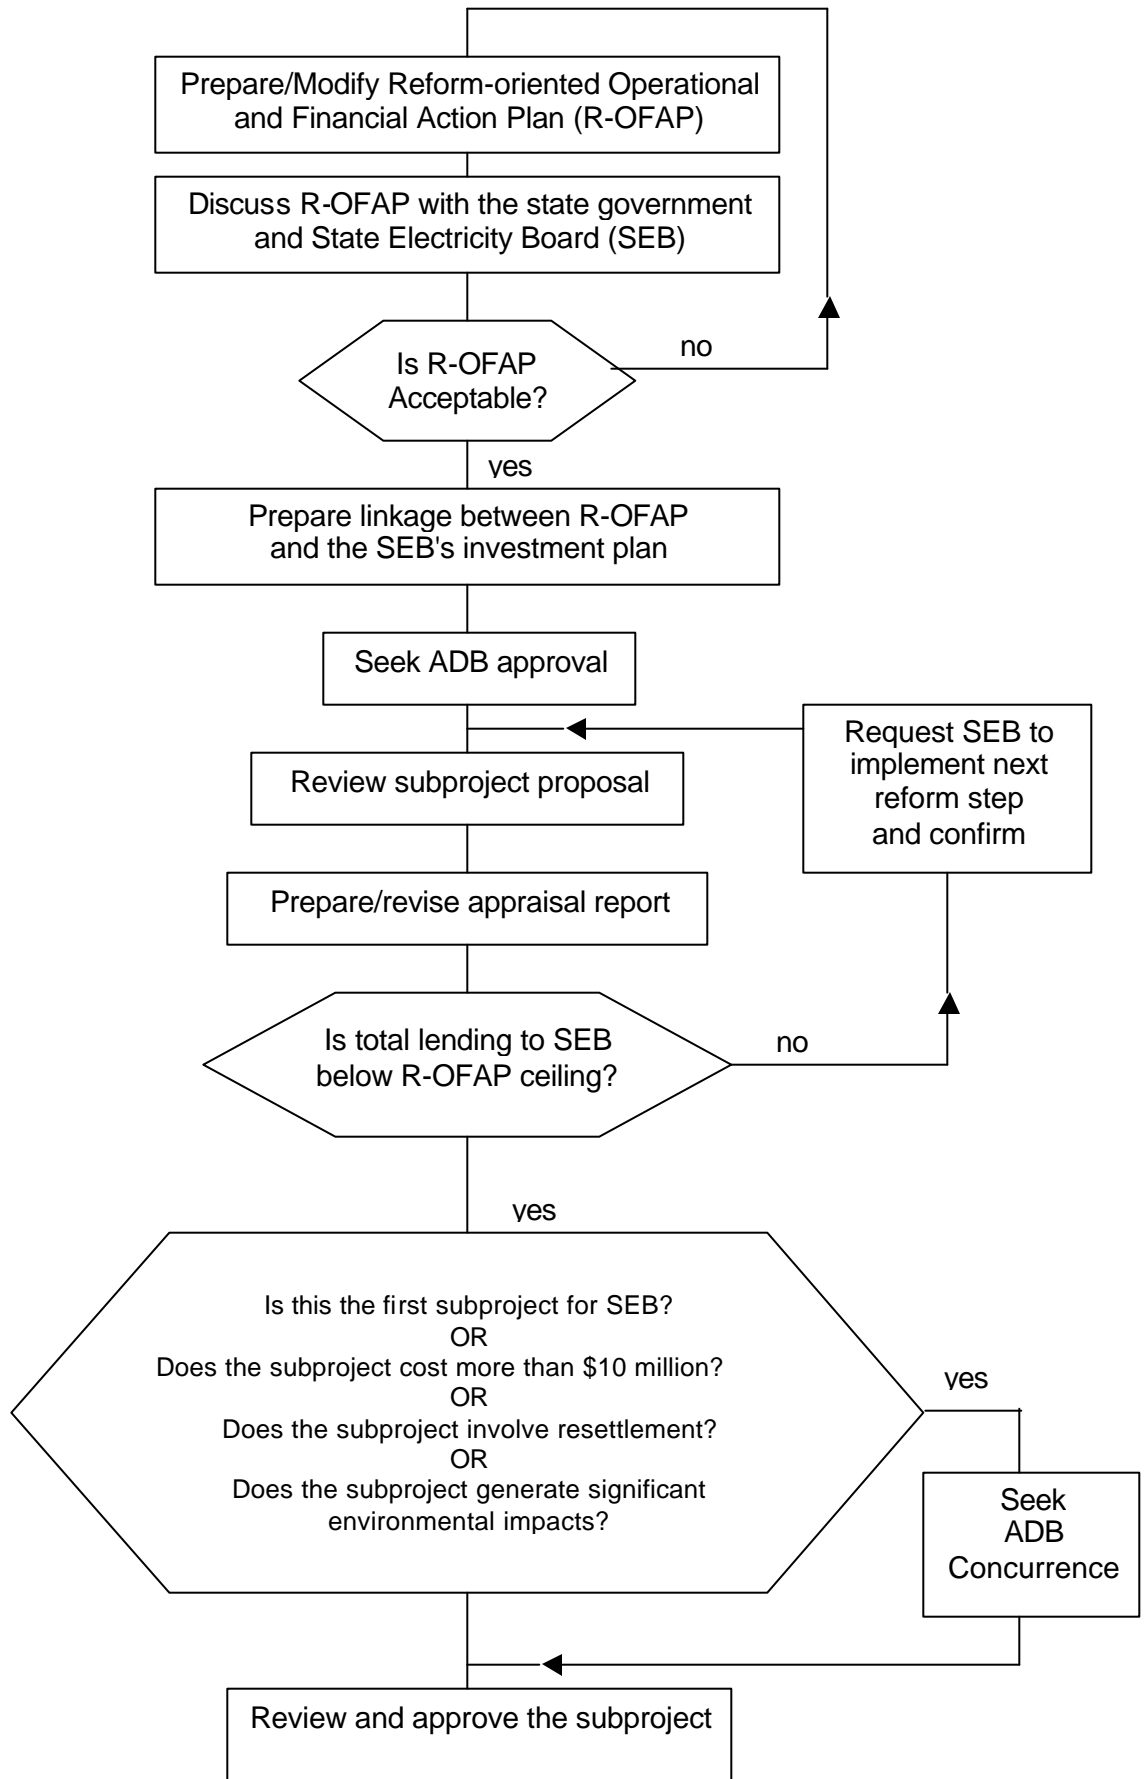 Prepare/Modify Reform-oriented Operational
and Financial Action Plan (R-OFAP)
Discuss R-OFAP with the state government
and State Electricity Board (SEB)
Is R-OFAP
Acceptable?
no
yes
Prepare linkage between R-OFAP
and the SEB's investment plan
Seek ADB approval
Request SEB to
implement next
reform step
and confirm
Review subproject proposal
Prepare/revise appraisal report
Is total lending to SEB
below R-OFAP ceiling?
no
yes
Is this the first subproject for SEB?
OR
Does the subproject cost more than $10 million?
OR
Does the subproject involve resettlement?
OR
Does the subproject generate significant
environmental impacts?
yes
Seek
ADB
Concurrence
Review and approve the subproject